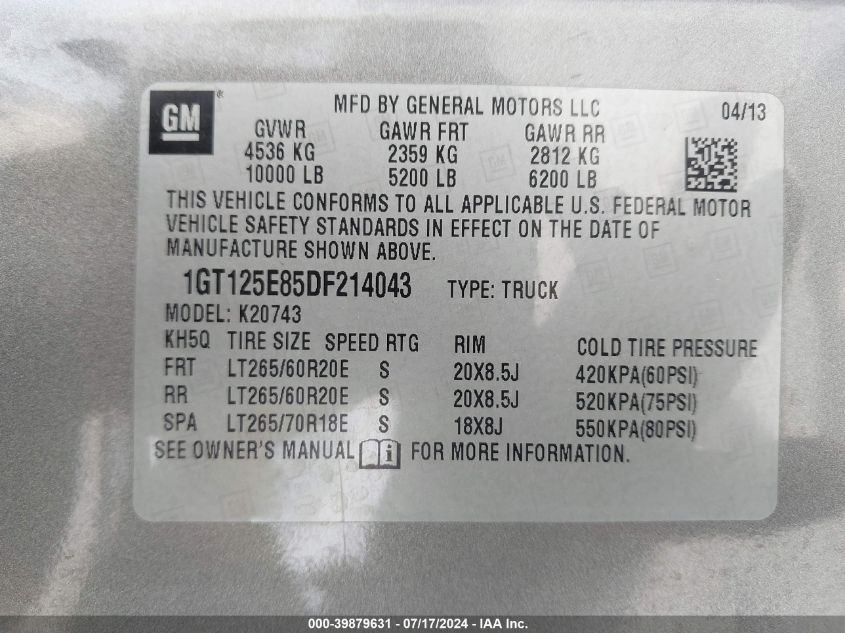 GM
MFD BY GENERAL MOTORS LLC 04/13
GVWR GAWR FRT GAWR RR
4536 KG 2359 KG 2812 KG
10000 LB 5200 LB 6200 LB
THIS VEHICLE CONFORMS TO ALL APPLICABLE U.S. FEDERAL MOTOR
VEHICLE SAFETY STANDARDS IN EFFECT ON THE DATE OF
MANUFACTURE SHOWN ABOVE.
1GT125E85DF214043 TYPE: TRUCK
MODEL: K20743
KH5Q TIRE SIZE SPEED RTG RIM COLD TIRE PRESSURE
FRT LT265/60R20E S 20X8.5J 420KPA(60PSI)
RR LT265/60R20E S 20X8.5J 520KPA(75PSI)
SPA LT265/70R18E S 18X8J 550KPA(80PSI)
SEE OWNER'S MANUAL i FOR MORE INFORMATION.
000-39879631 - 07/17/2024 - IAA Inc.